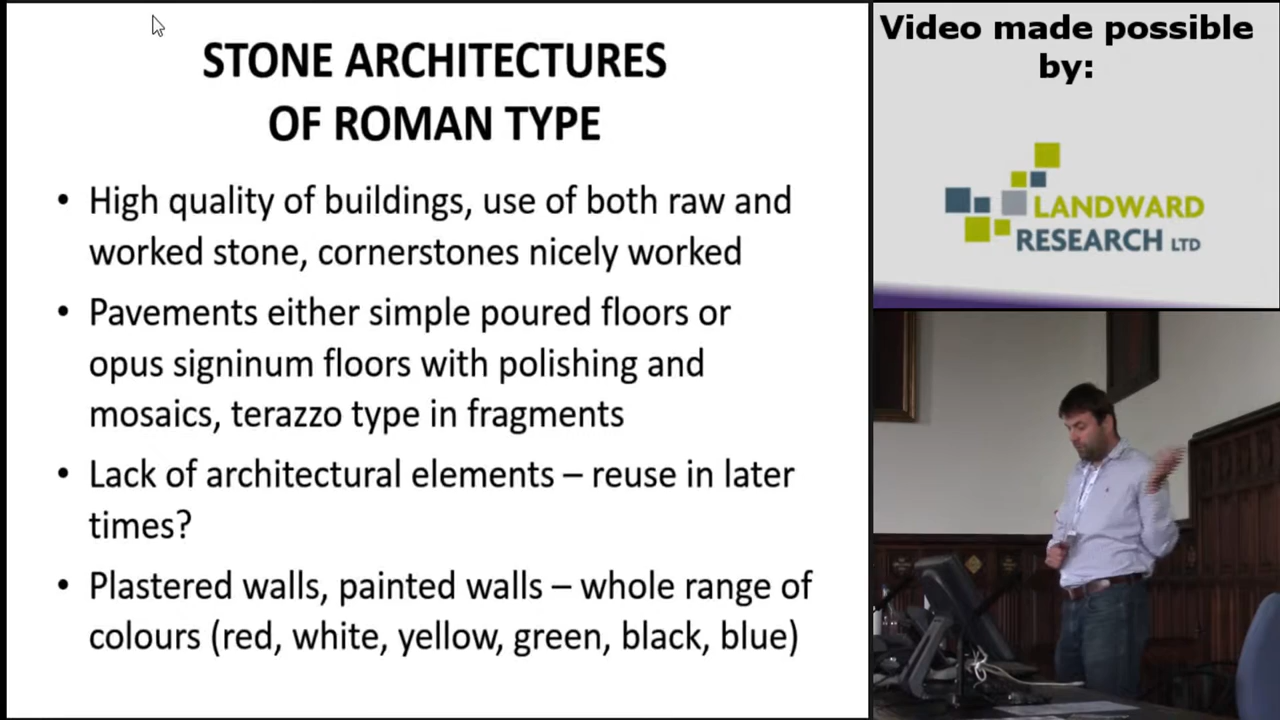 STONE ARCHITECTURES
OF ROMAN TYPE
• High quality of buildings, use of both raw and
worked stone, cornerstones nicely worked
• Pavements either simple poured floors or
opus signinum floors with polishing and
mosaics, terazzo type in fragments
• Lack of architectural elements – reuse in later
times?
• Plastered walls, painted walls – whole range of
colours (red, white, yellow, green, black, blue)
Video made possible
by:
LANDWARD
RESEARCH LTD